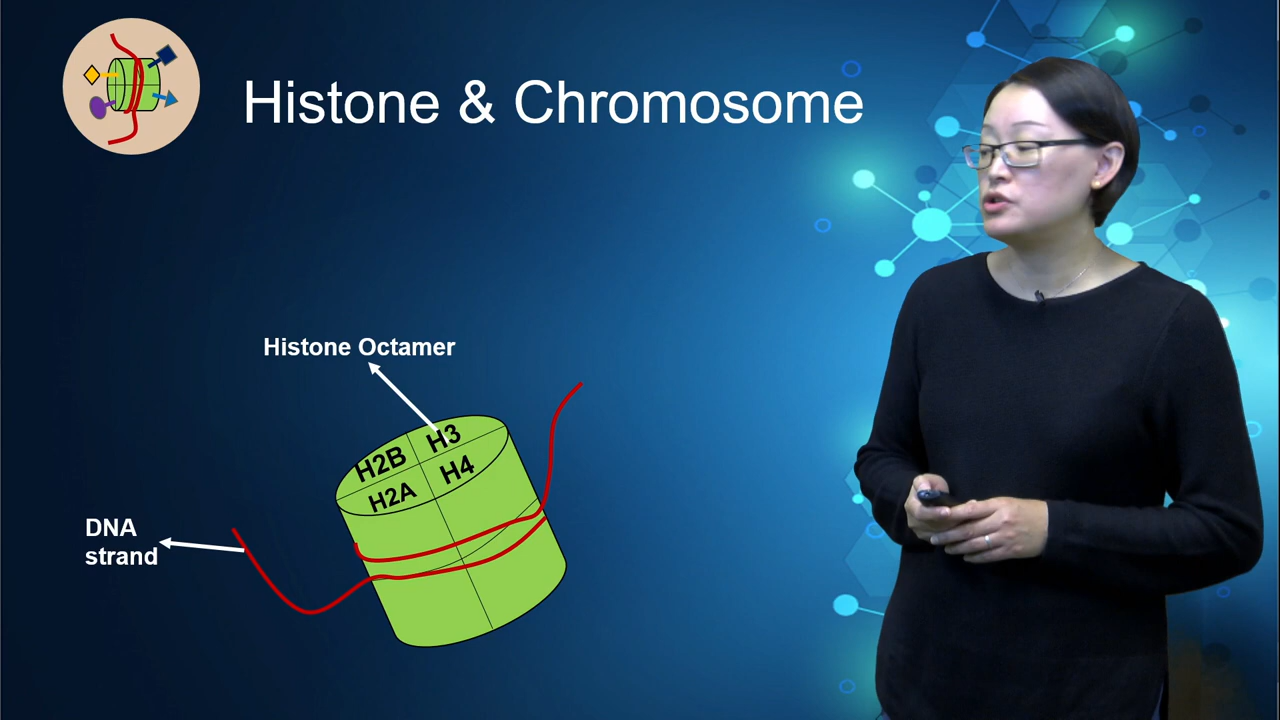 Histone & Chromosome
Histone Octamer
H2B
H3
H2A
H4
DNA
strand